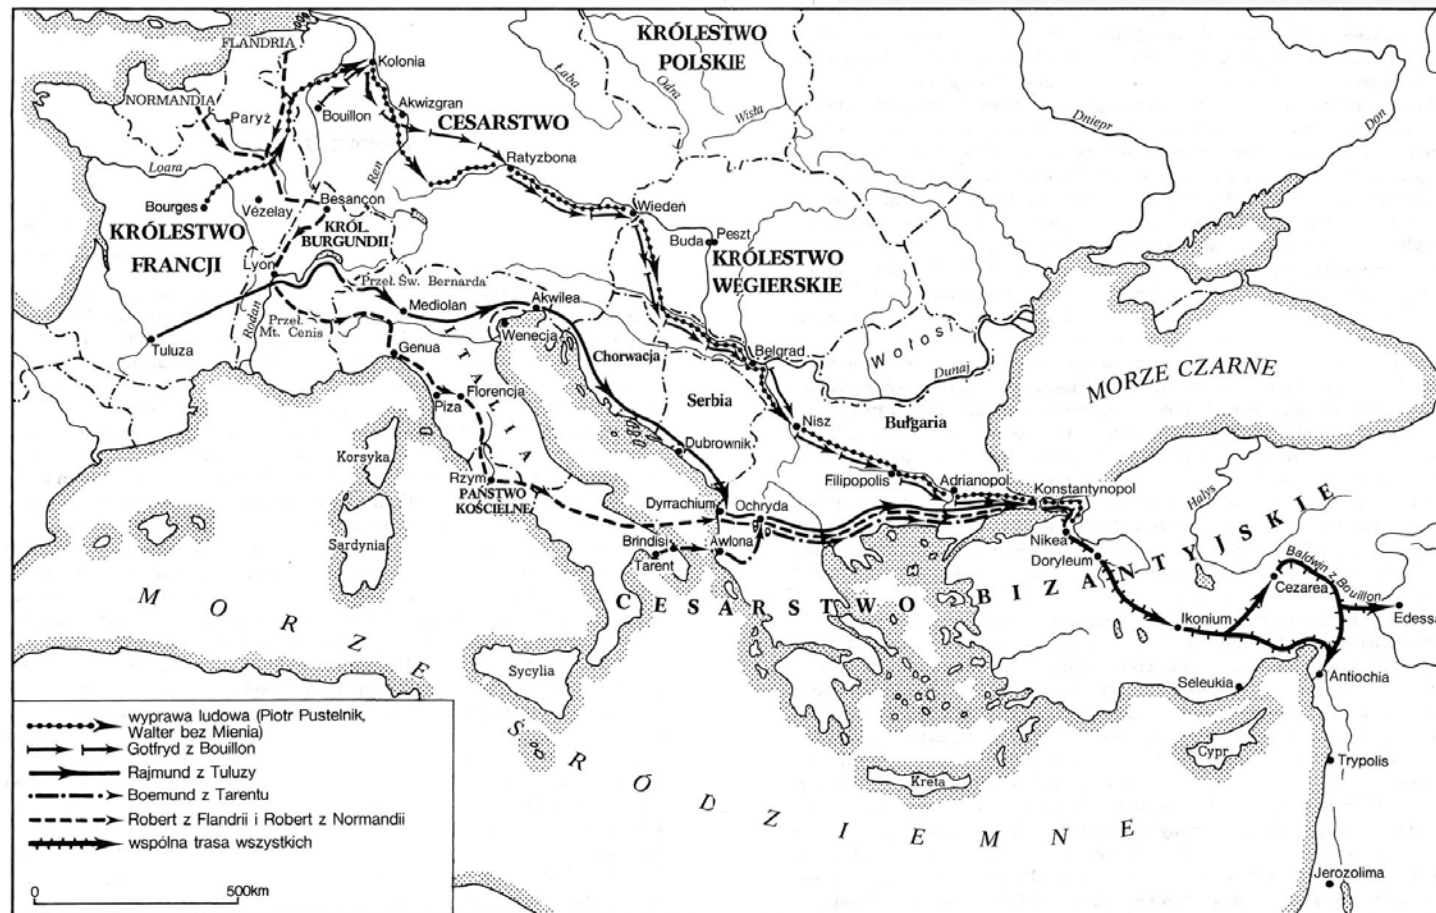 FLANDRIA
KRÓLESTWO
POLSKIE
Kolonia
Łaba
Odra
NORMANDIA
Paryż
Bouillon
Akwizgran
CESARSTWO
Wisła
Dniepr
Don
Loara
Ren
Ratyzbona
Bourges
Vézelay
Besançon
Wiedeń
KRÓLESTWO
FRANCJI
KRÓL.
BURGUNDII
Buda
Peszt
KRÓLESTWO
WĘGIERSKIE
Lyon
Przeł. Św. Bernarda
Mediolan
Akwilea
Rodan
Przeł.
Mt. Cenis
Wenecja
Tuluza
Genua
Chorwacja
Belgrad
Wołosi
Dunaj
MORZE CZARNE
Piza
Florencja
ITALIA
Serbia
Nisz
Bułgaria
Korsyka
Dubrownik
Rzym
PAŃSTWO
KOŚCIELNE
Filipopolis
Adrianopol
Konstantynopol
Halys
Dyrrachium
Ochryda
Sardynia
Brindisi
Tarent
Awlona
Nikea
Doryleum
Baldwin z Bouillon
Cezarea
CESARSTWO BIZANTYJSKIE
Ikonium
Edessa
MORZE ŚRÓDZIEMNE
Sycylia
Seleukia
Antiochia
Cypr
Trypolis
Kreta
Jerozolima
wyprawa ludowa (Piotr Pustelnik,
Walter bez Mienia)
Gotfryd z Bouillon
Rajmund z Tuluzy
Boemund z Tarentu
Robert z Flandrii i Robert z Normandii
wspólna trasa wszystkich
0 500km